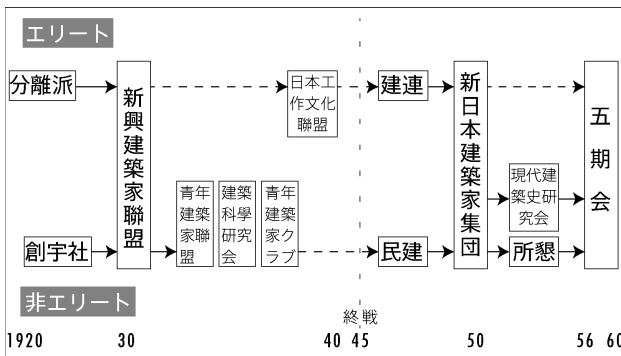 エリート
分離派
新興建築家聯盟
日本工
作文化
聯盟
建連
新日本建築家集団
五期会
現代建
築史研
究会
青年
建築
家聯
盟
建築
科學
研究
会
青年
建築
家ク
ラブ
創宇社
民建
所懇
非エリート
終戦
1920 30 40 45 50 56 60